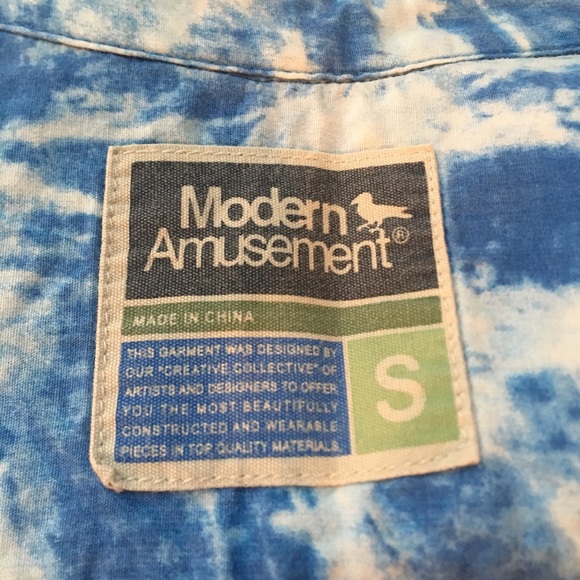 Modern
Amusement®
MADE IN CHINA
THIS GARMENT WAS DESIGNED BY
OUR "CREATIVE COLLECTIVE" OF
ARTISTS AND DESIGNERS TO OFFER
YOU THE MOST BEAUTIFULLY
CONSTRUCTED AND WEARABLE
PIECES IN TOP QUALITY MATERIALS.
S